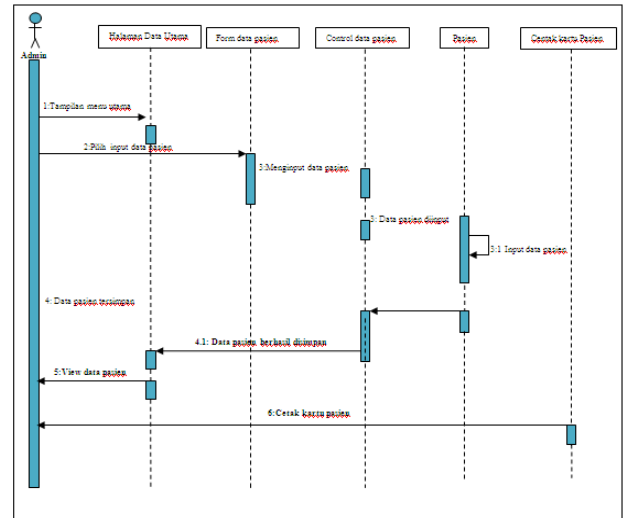 Halaman Data Utama
Form data pasien
Control data pasien
Pasien
Cestak kartu Pasien
Admin
1:Tampilan menu utama
2:Pilih input data pasien
3:Menginput data pasien
3: Data pasien diinput
3:1 Input data pasien
4: Data pasien tersimpan
4.1: Data pasien berhasil disimpan
5:View data pasien
6:Cetak kartu pasien